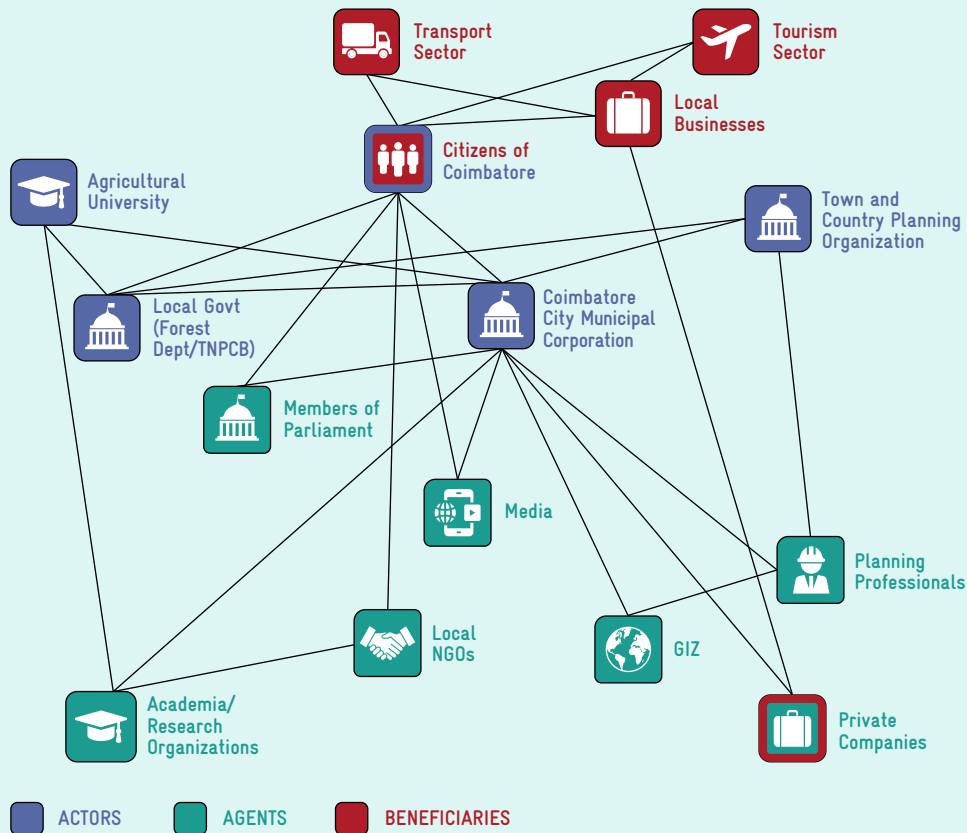 Transport
Sector
Tourism
Sector
Local
Businesses
Citizens of
Coimbatore
Agricultural
University
Town and
Country Planning
Organization
Local Govt
(Forest
Dept/TNPCB)
Coimbatore
City Municipal
Corporation
Members of
Parliament
Media
Planning
Professionals
Local
NGOs
GIZ
Academia/
Research
Organizations
Private
Companies
ACTORS
AGENTS
BENEFICIARIES